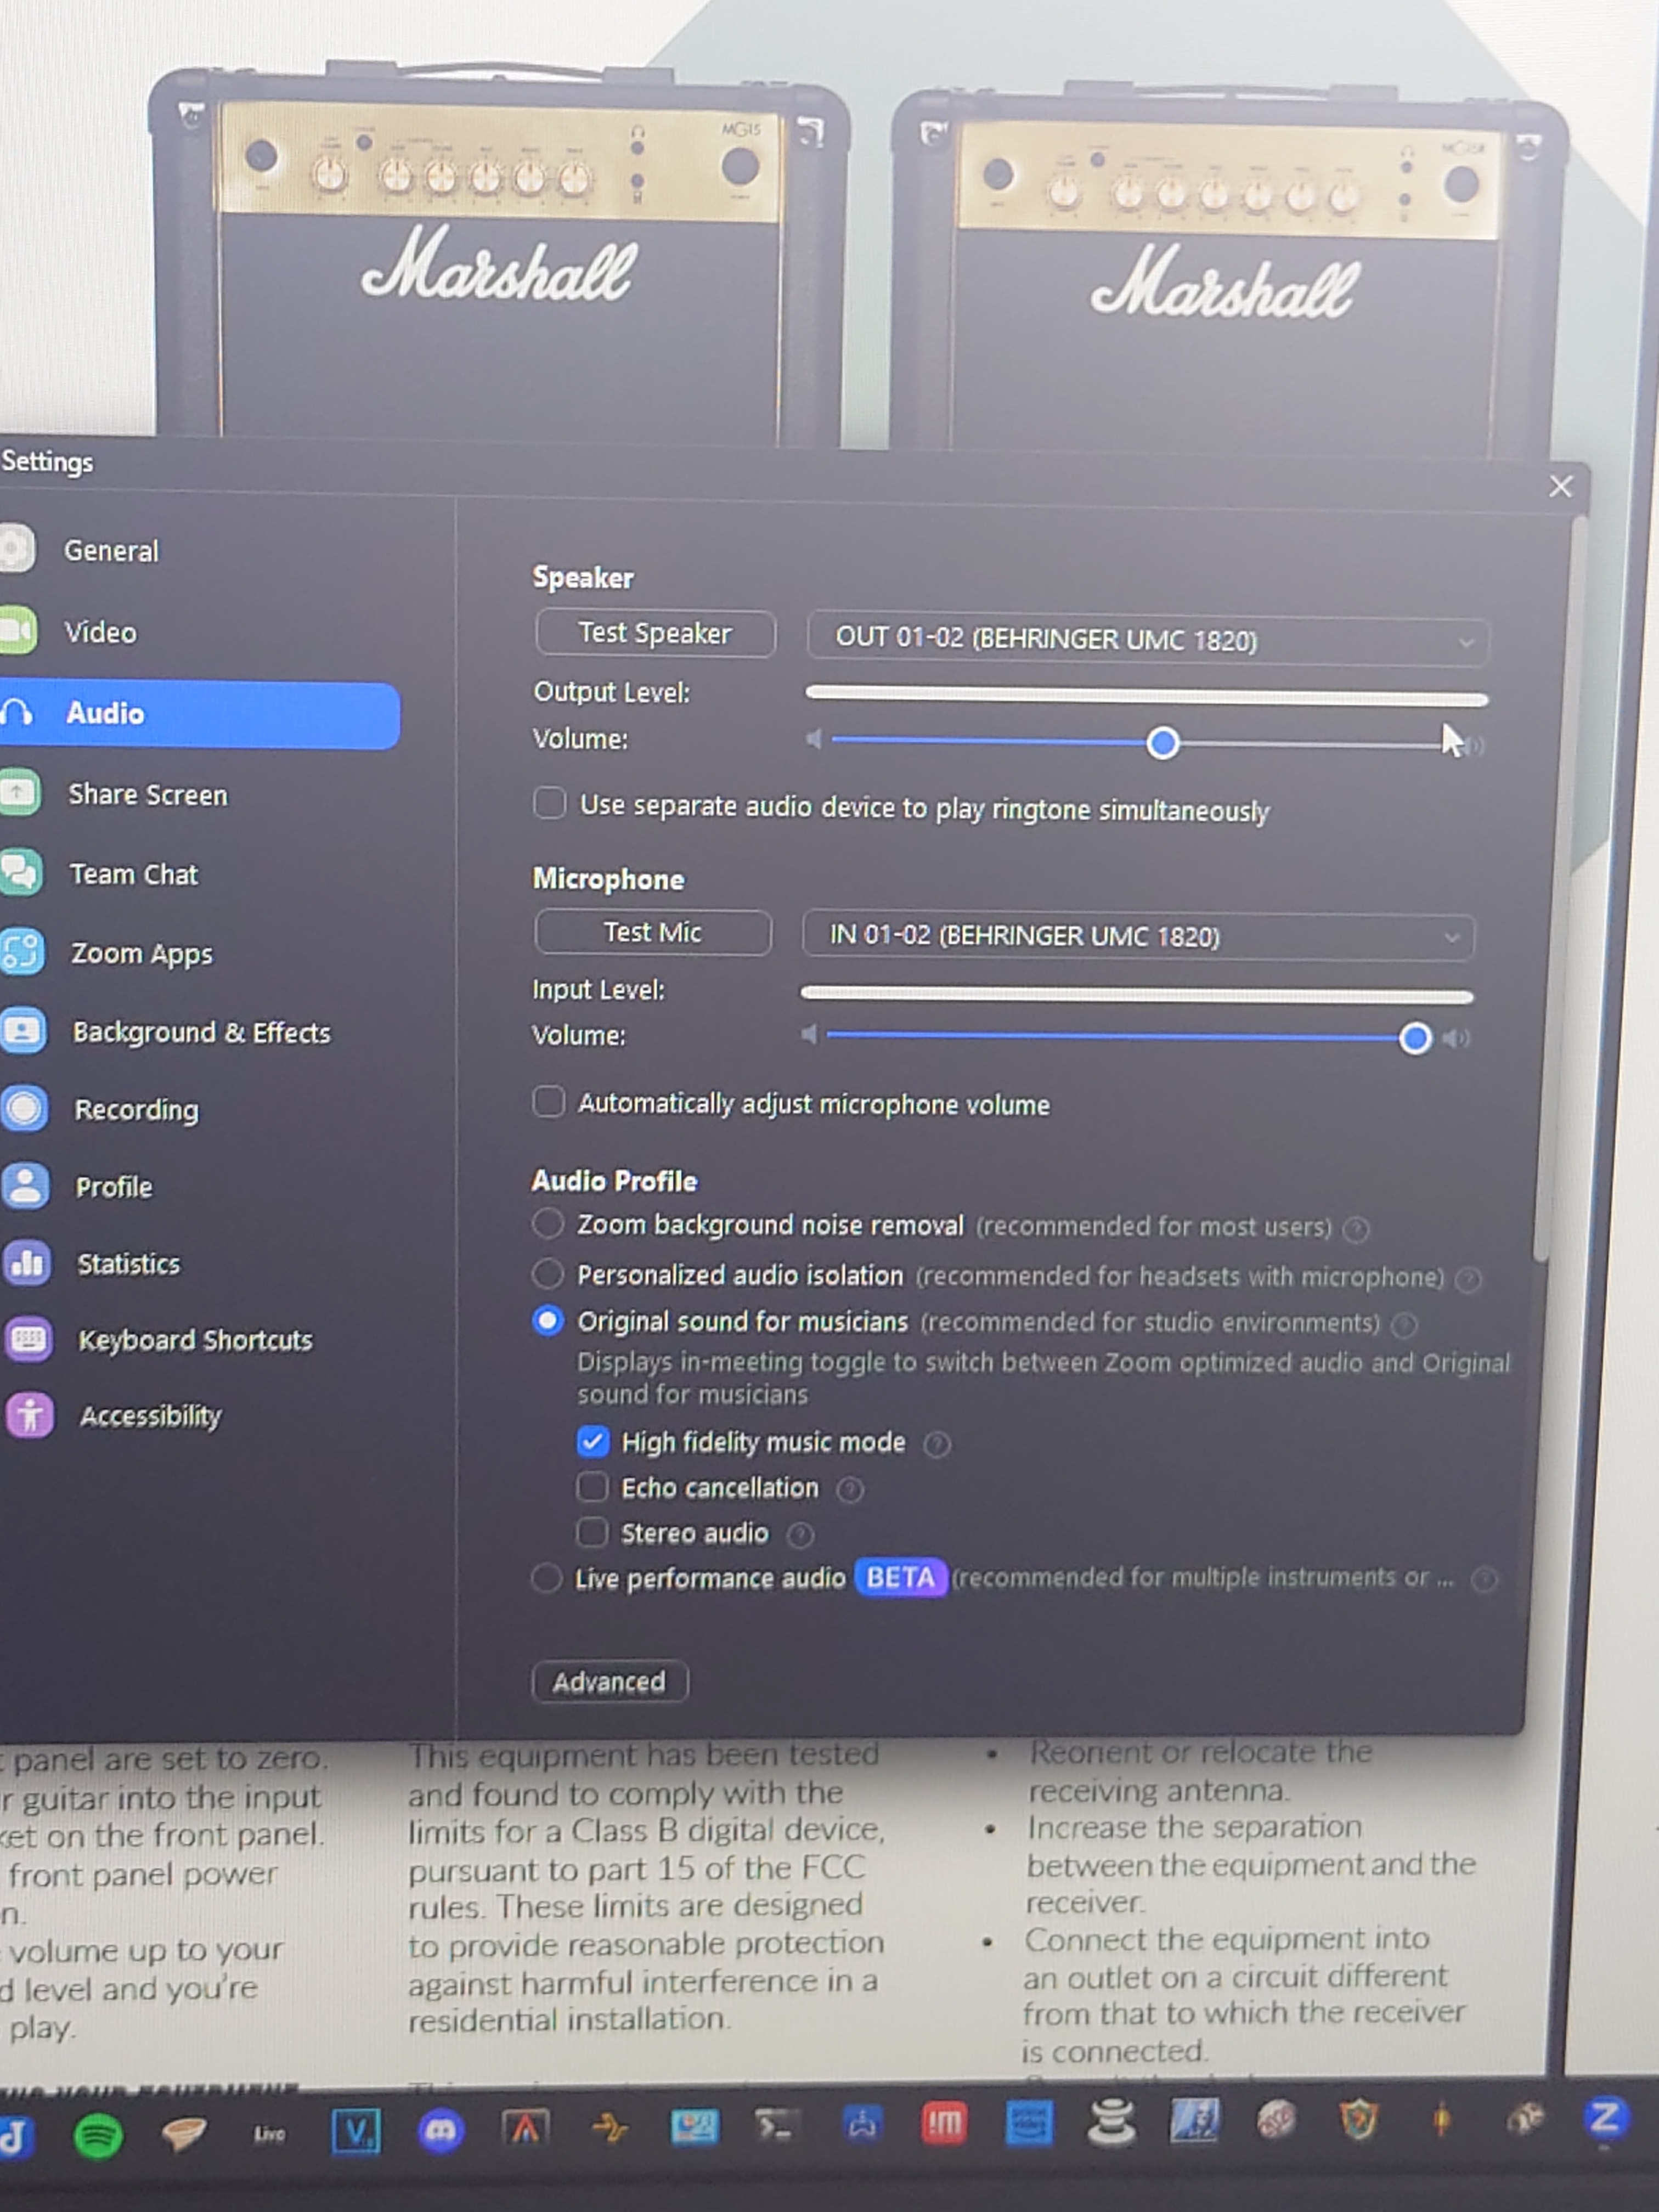 MG15
Marshall
Marshall
Settings
General
Video
Audio
Share Screen
Team Chat
Zoom Apps
Background & Effects
Recording
Profile
Statistics
Keyboard Shortcuts
Accessibility
Speaker
Test Speaker
OUT 01-02 (BEHRINGER UMC 1820)
Output Level:
Volume:
Use separate audio device to play ringtone simultaneously
Microphone
Test Mic
IN 01-02 (BEHRINGER UMC 1820)
Input Level:
Volume:
Automatically adjust microphone volume
Audio Profile
Zoom background noise removal (recommended for most users) ?
Personalized audio isolation (recommended for headsets with microphone) ?
Original sound for musicians (recommended for studio environments) ?
Displays in-meeting toggle to switch between Zoom optimized audio and Original
sound for musicians
High fidelity music mode ?
Echo cancellation ?
Stereo audio ?
Live performance audio BETA (recommended for multiple instruments or ... ?
Advanced
panel are set to zero.
guitar into the input
on the front panel.
front panel power
volume up to your
level and you're
play.
This equipment has been tested
and found to comply with the
limits for a Class B digital device,
pursuant to part 15 of the FCC
rules. These limits are designed
to provide reasonable protection
against harmful interference in a
residential installation.
• Reorient or relocate the
receiving antenna.
• Increase the separation
between the equipment and the
receiver.
• Connect the equipment into
an outlet on a circuit different
from that to which the receiver
is connected.
Live
V
!m
Z